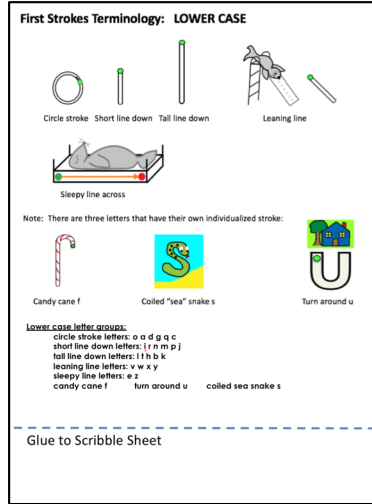 First Strokes Terminology: LOWER CASE
Circle stroke Short line down Tall line down Leaning line
Sleepy line across
Note: There are three letters that have their own individualized stroke:
Candy cane f Coiled "sea" snake s Turn around u
Lower case letter groups:
circle stroke letters: o a d g q c
short line down letters: i r n m p j
tall line down letters: l t h b k
leaning line letters: v w x y
sleepy line letters: e z
candy cane f turn around u coiled sea snake s
Glue to Scribble Sheet